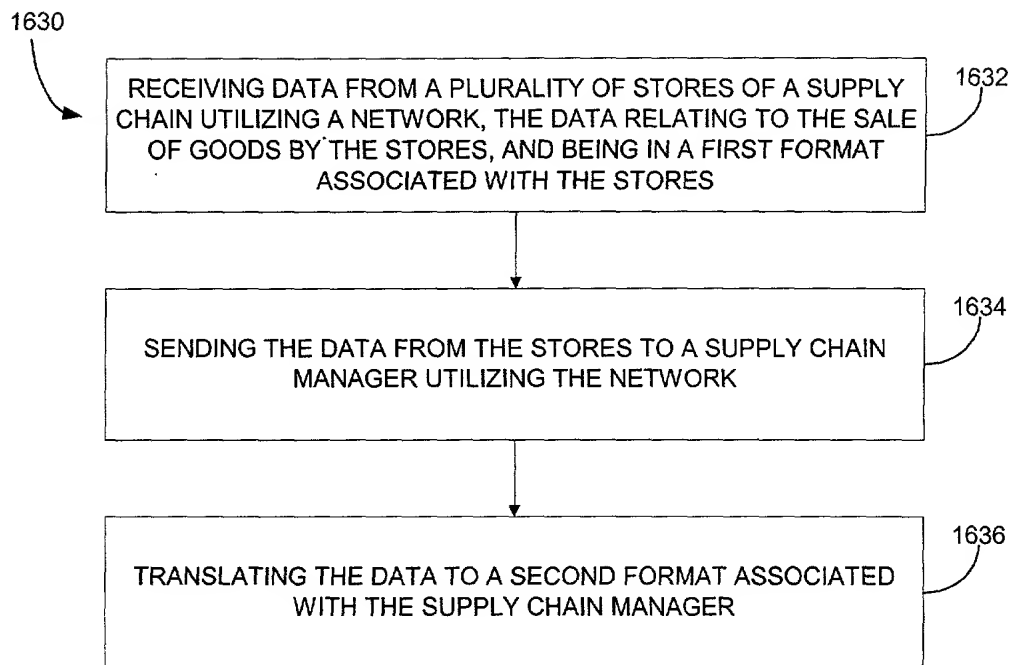 1630
1632
RECEIVING DATA FROM A PLURALITY OF STORES OF A SUPPLY
CHAIN UTILIZING A NETWORK, THE DATA RELATING TO THE SALE
OF GOODS BY THE STORES, AND BEING IN A FIRST FORMAT
ASSOCIATED WITH THE STORES
1634
SENDING THE DATA FROM THE STORES TO A SUPPLY CHAIN
MANAGER UTILIZING THE NETWORK
1636
TRANSLATING THE DATA TO A SECOND FORMAT ASSOCIATED
WITH THE SUPPLY CHAIN MANAGER